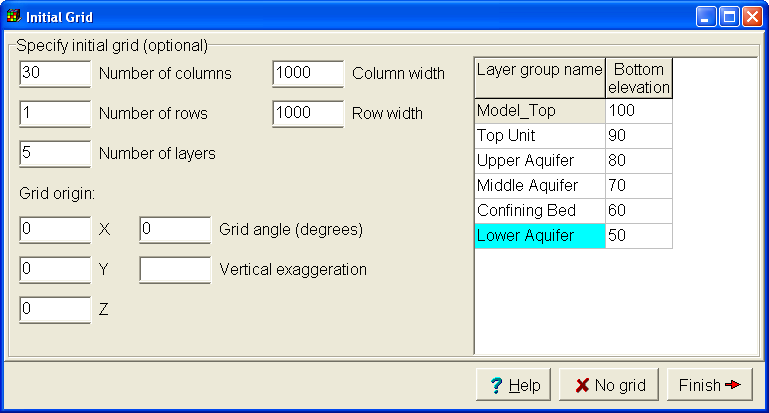 Initial Grid
Specify initial grid (optional)
30 Number of columns 1000 Column width
1 Number of rows 1000 Row width
5 Number of layers
Grid origin:
0 X 0 Grid angle (degrees)
0 Y Vertical exaggeration
0 Z
Layer group name Bottom elevation
Model_Top 100
Top Unit 90
Upper Aquifer 80
Middle Aquifer 70
Confining Bed 60
Lower Aquifer 50
? Help No grid Finish